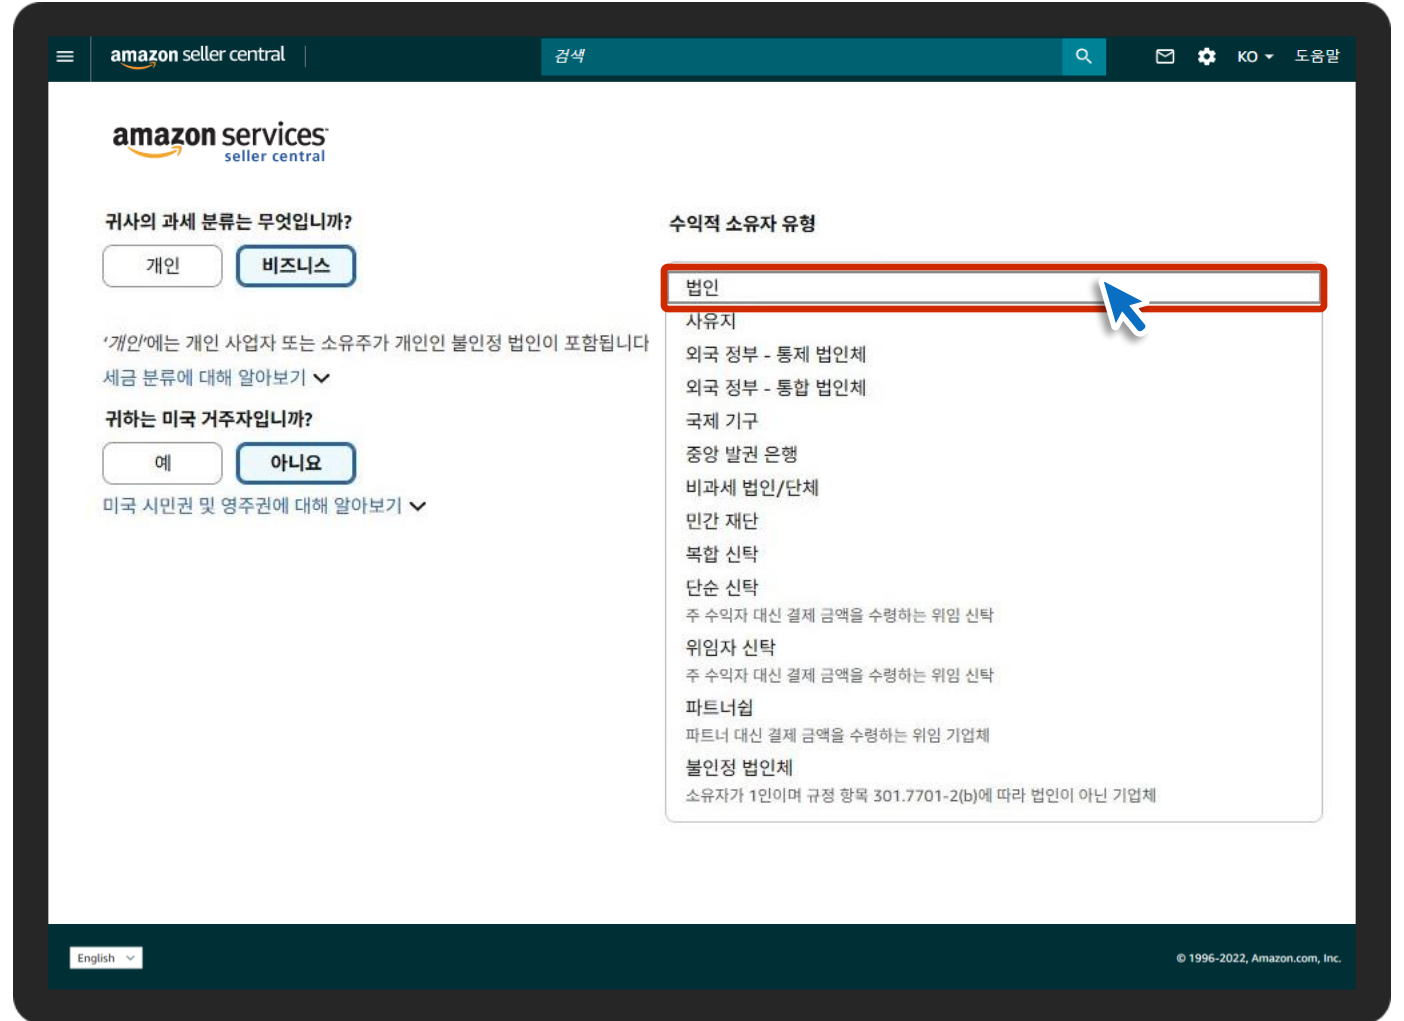 amazon seller central
검색
KO
도움말
amazon services
seller central
귀사의 과세 분류는 무엇입니까?
개인
비즈니스
‘개인’에는 개인 사업자 또는 소유주가 개인인 불인정 법인이 포함됩니다
세금 분류에 대해 알아보기
귀하는 미국 거주자입니까?
예
아니요
미국 시민권 및 영주권에 대해 알아보기
수익적 소유자 유형
법인
사유지
외국 정부 - 통제 법인체
외국 정부 - 통합 법인체
국제 기구
중앙 발권 은행
비과세 법인/단체
민간 재단
복합 신탁
단순 신탁
주 수익자 대신 결제 금액을 수령하는 위임 신탁
위임자 신탁
주 수익자 대신 결제 금액을 수령하는 위임 신탁
파트너쉽
파트너 대신 결제 금액을 수령하는 위임 기업체
불인정 법인체
소유자가 1인이며 규정 항목 301.7701-2(b)에 따라 법인이 아닌 기업체
English
© 1996-2022, Amazon.com, Inc.